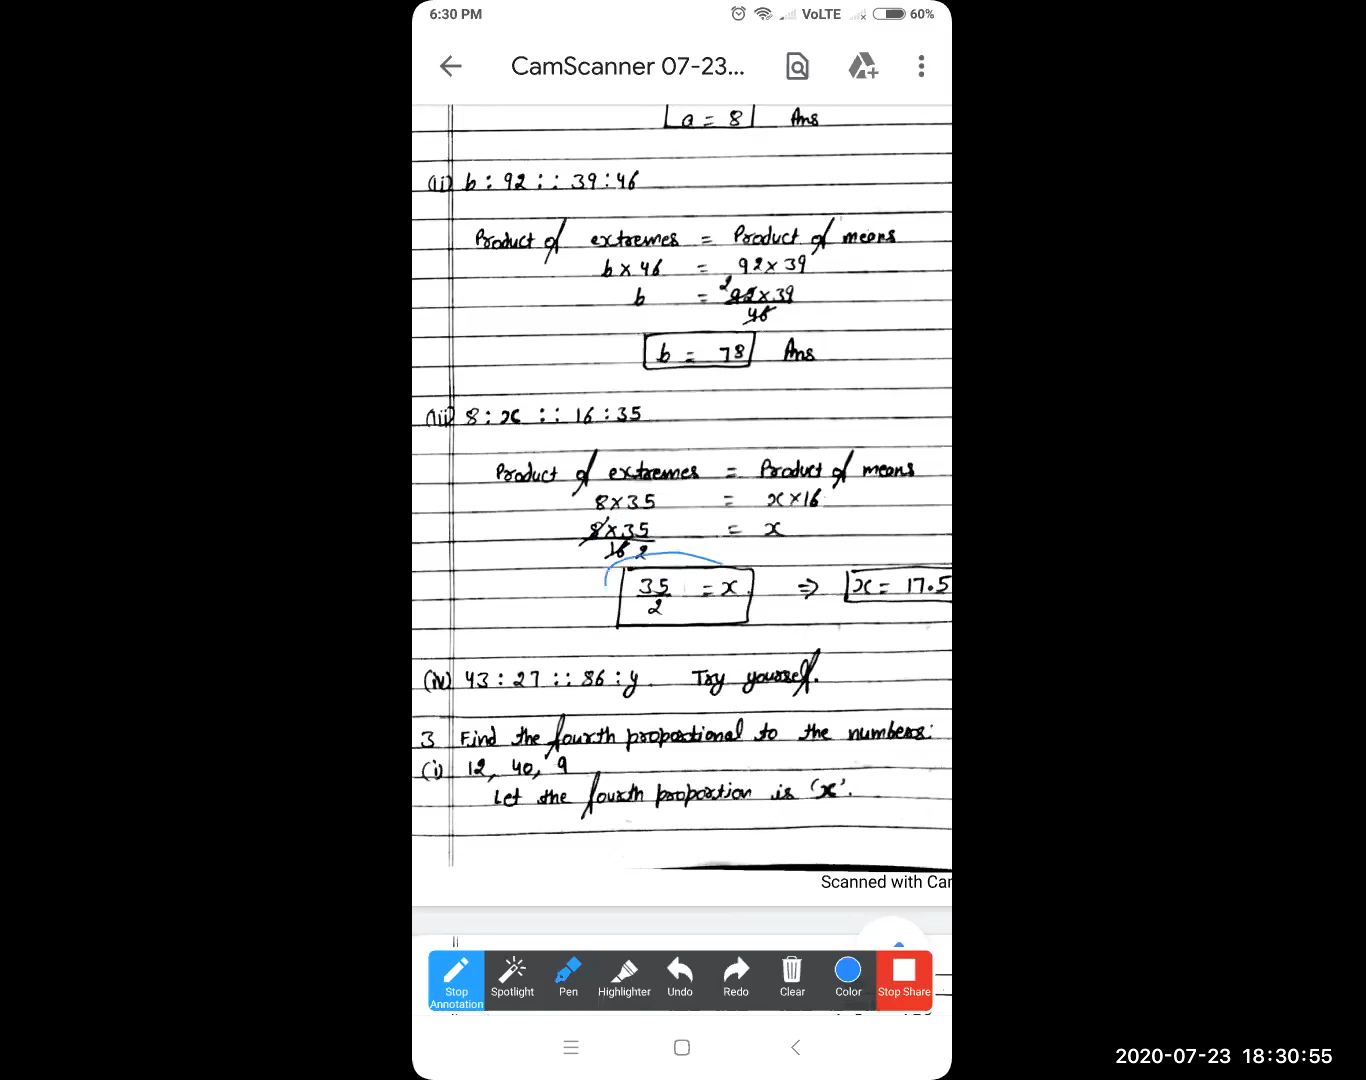 6:30 PM VoLTE 60%
CamScanner 07-23...
a = 8 Ans
(ii) b : 92 :: 39 : 46
Product of extremes = Product of means
b × 46 = 92 × 39
b = 2 92 × 39
46
b = 78 Ans
(iii) 8 : x :: 16 : 35
Product of extremes = Product of means
8 × 35 = x × 16
8 × 35 = x
16 2
35 = x ⇒ x = 17.5
2
(iv) 43 : 27 :: 86 : y. Try yourself.
3 Find the fourth proportional to the numbers:
(i) 12, 40, 9
Let the fourth proportion is 'x'.
Scanned with Car
Stop Annotation Spotlight Pen Highlighter Undo Redo Clear Color Stop Share
2020-07-23 18:30:55